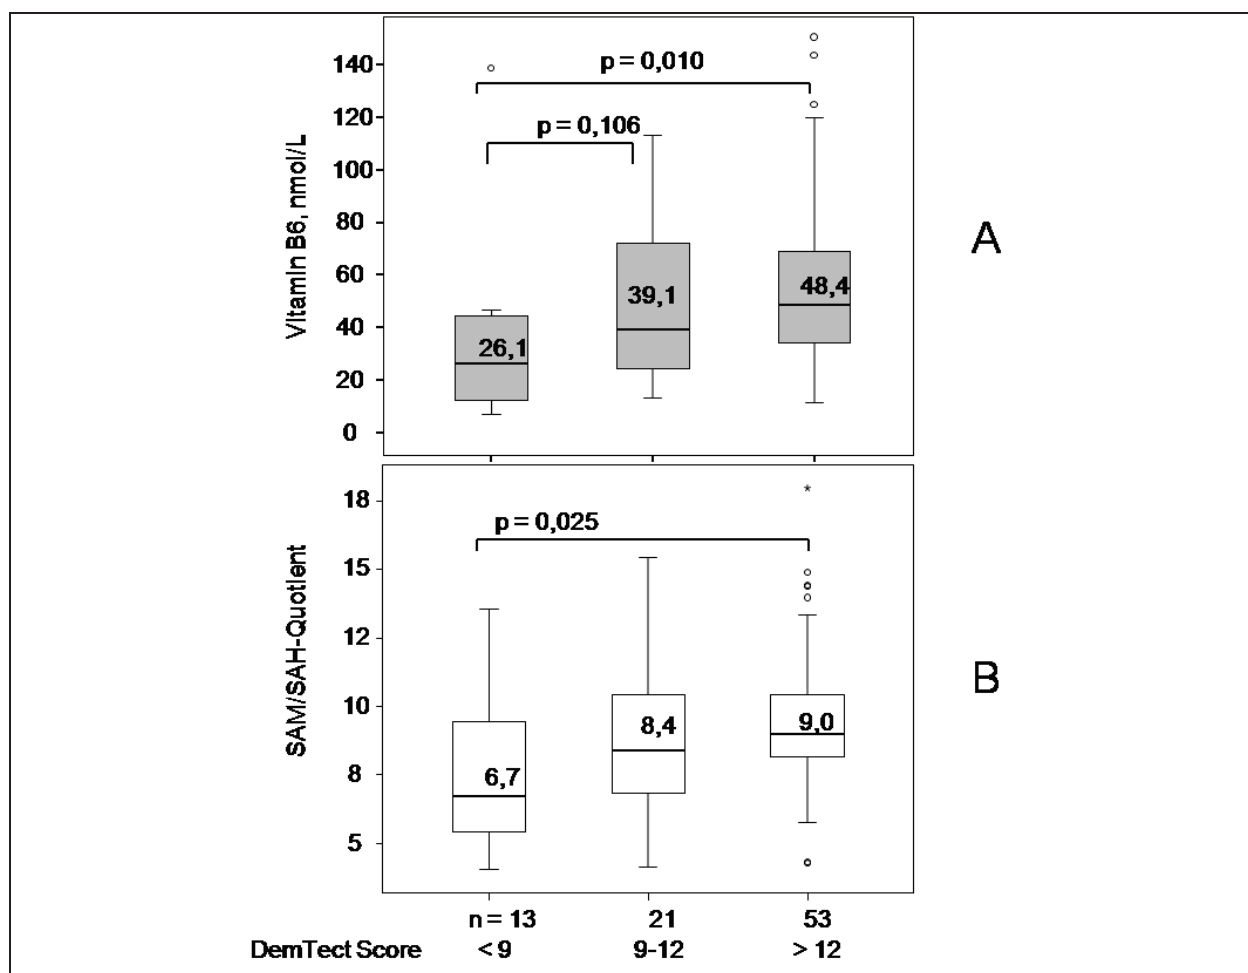 140
120
100
80
60
40
20
0
Vitamin B6, nmol/L
p = 0,010
p = 0,106
26,1
39,1
48,4
A
18
15
12
10
8
5
SAM/SAH-Quotient
p = 0,025
6,7
8,4
9,0
B
n = 13 21 53
DemTect Score < 9 9-12 > 12